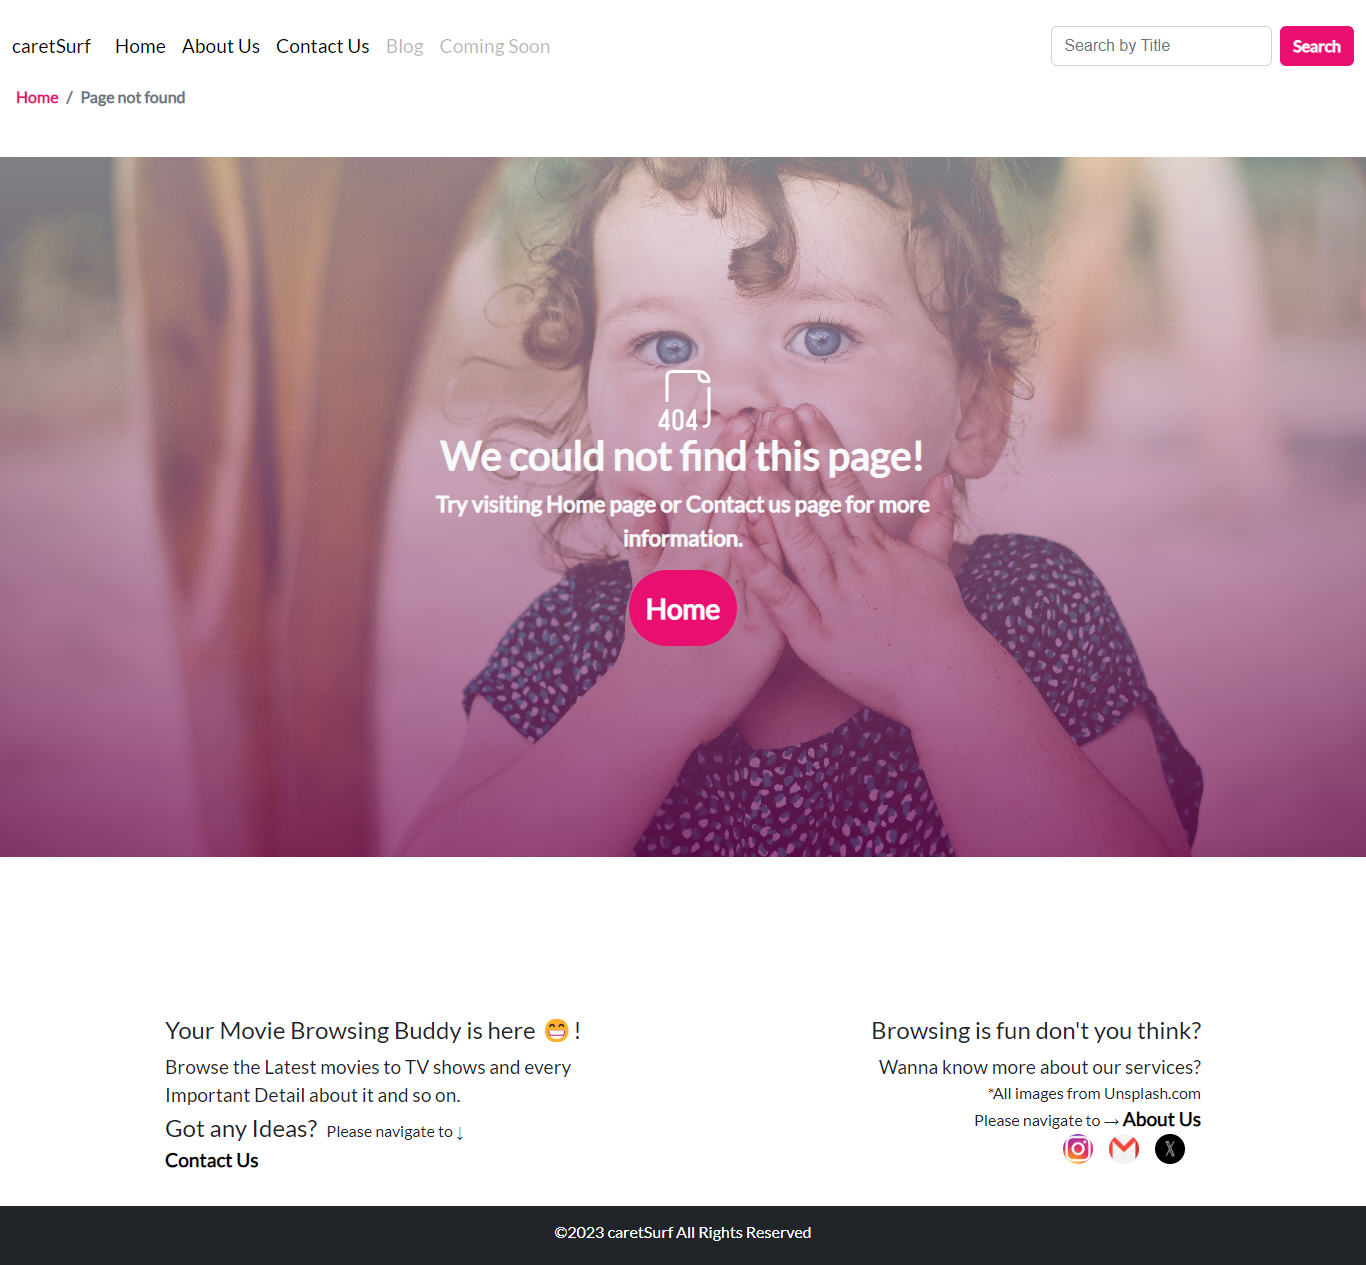 caretSurf Home About Us Contact Us Blog Coming Soon Search by Title Search
Home / Page not found
404
We could not find this page!
Try visiting Home page or Contact us page for more
information.
Home
Your Movie Browsing Buddy is here 😁 !
Browse the Latest movies to TV shows and every
Important Detail about it and so on.
Got any Ideas? Please navigate to ↓
Contact Us
Browsing is fun don't you think?
Wanna know more about our services?
*All images from Unsplash.com
Please navigate to → About Us
©2023 caretSurf All Rights Reserved